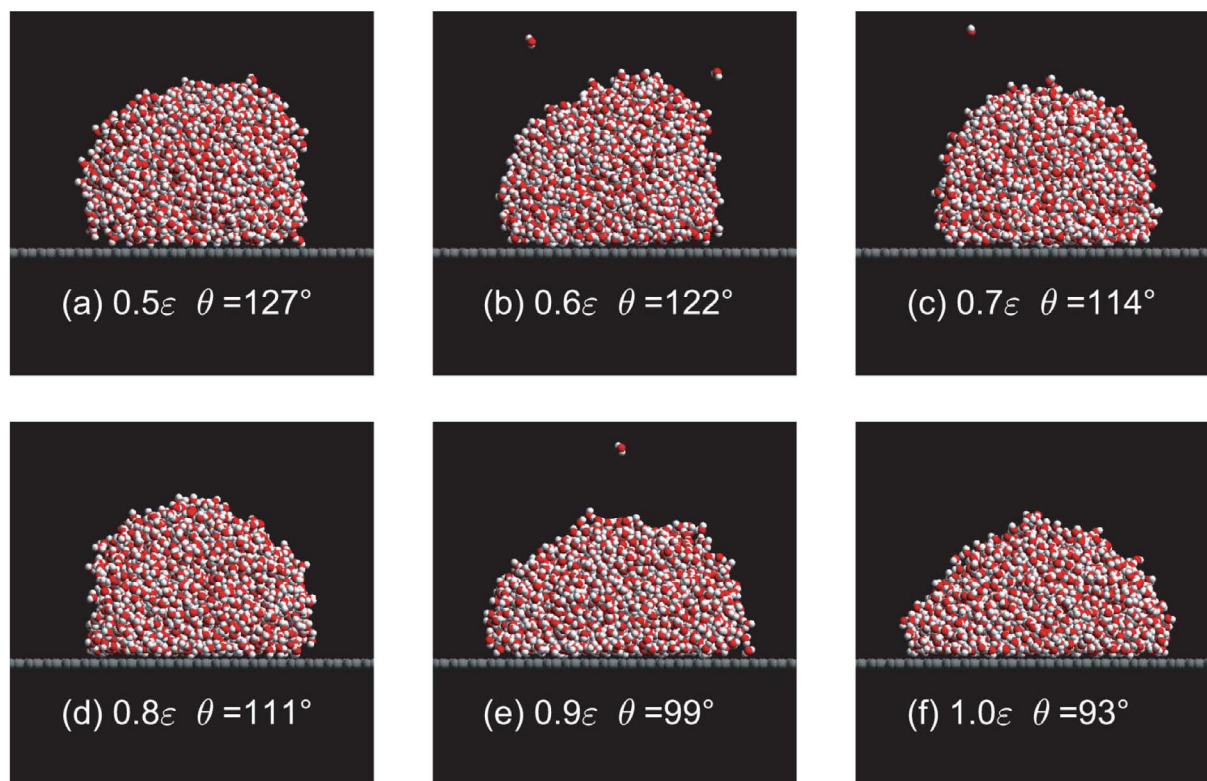 (a) 0.5ε θ =127°
(b) 0.6ε θ =122°
(c) 0.7ε θ =114°
(d) 0.8ε θ =111°
(e) 0.9ε θ =99°
(f) 1.0ε θ =93°